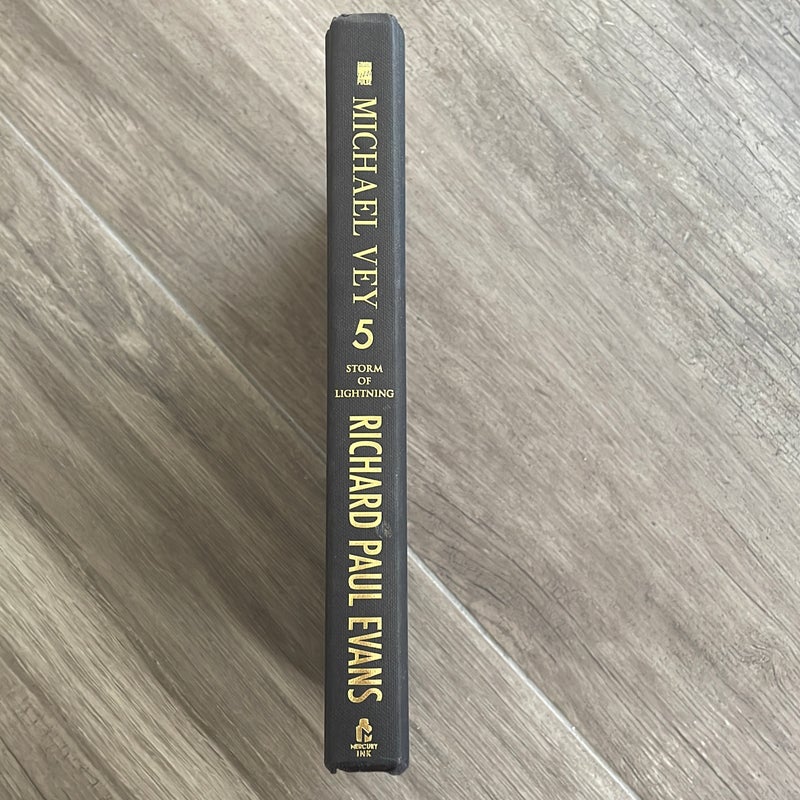 MICHAEL VEY
5
STORM
OF
LIGHTNING
RICHARD PAUL EVANS
MERCURY
INK